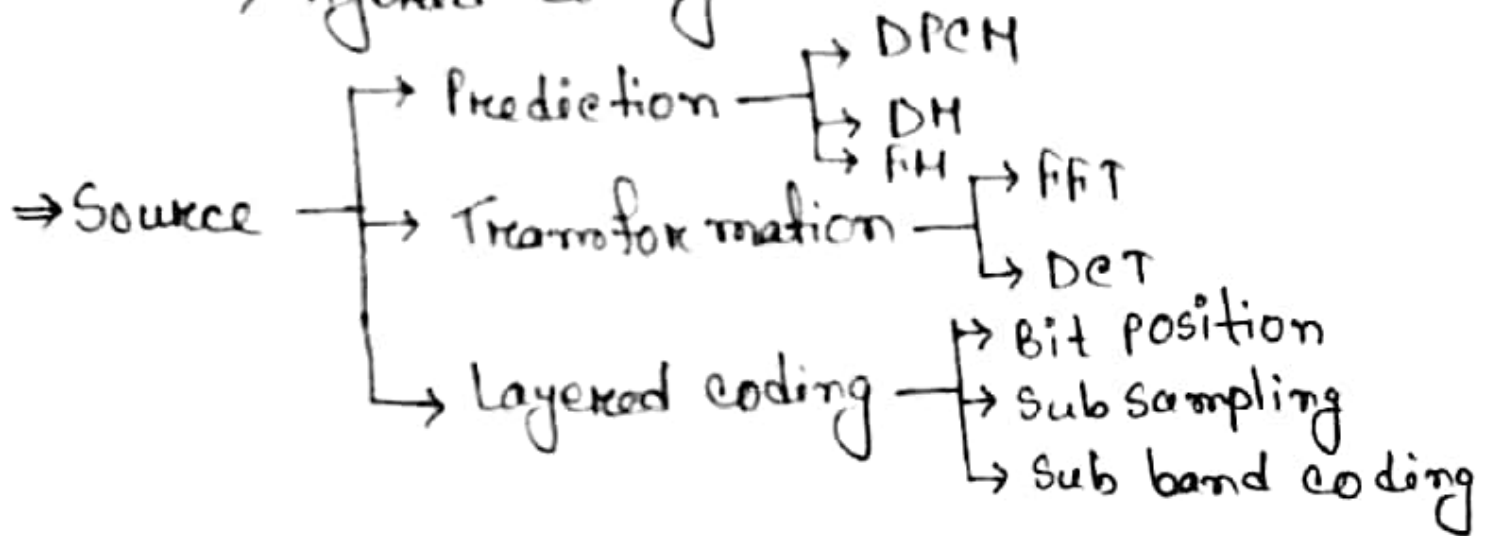 DPCM
Prediction
DM
FM
FFT
⇒ Source
Transformation
DCT
Bit position
Layered coding
Sub sampling
Sub band coding